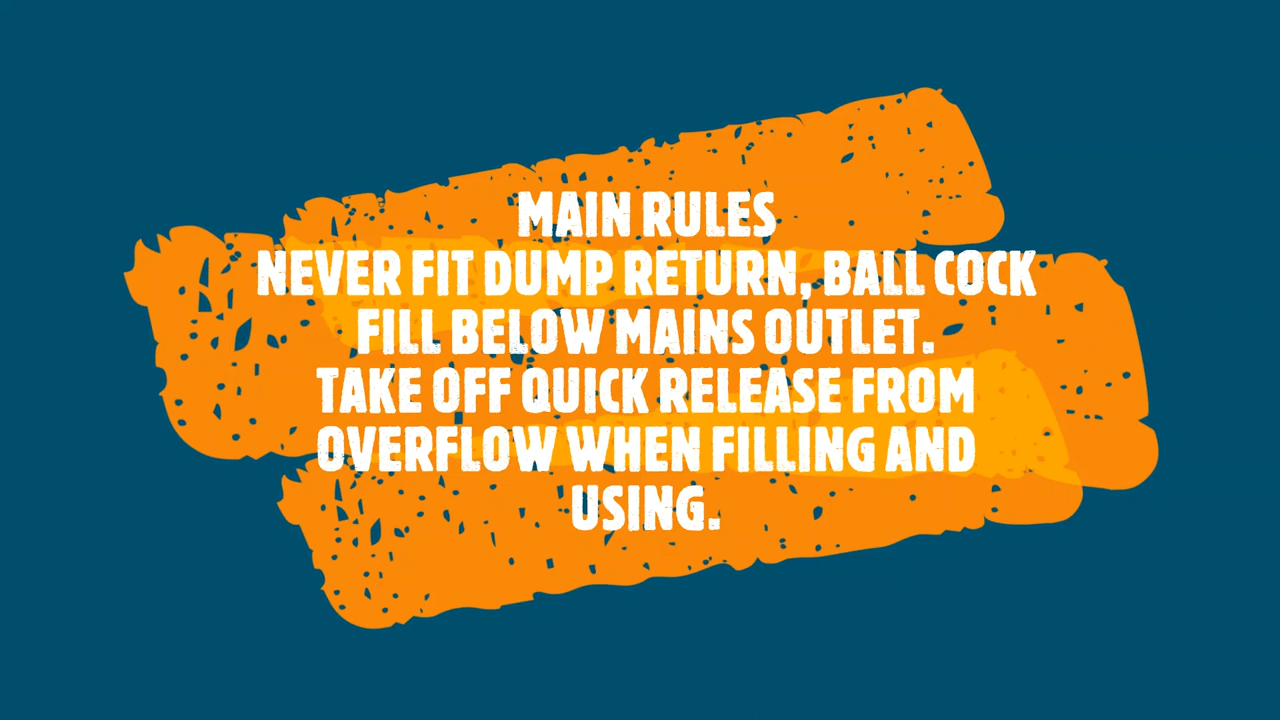 MAIN RULES
NEVER FIT DUMP RETURN, BALL COCK
FILL BELOW MAINS OUTLET.
TAKE OFF QUICK RELEASE FROM
OVERFLOW WHEN FILLING AND
USING.